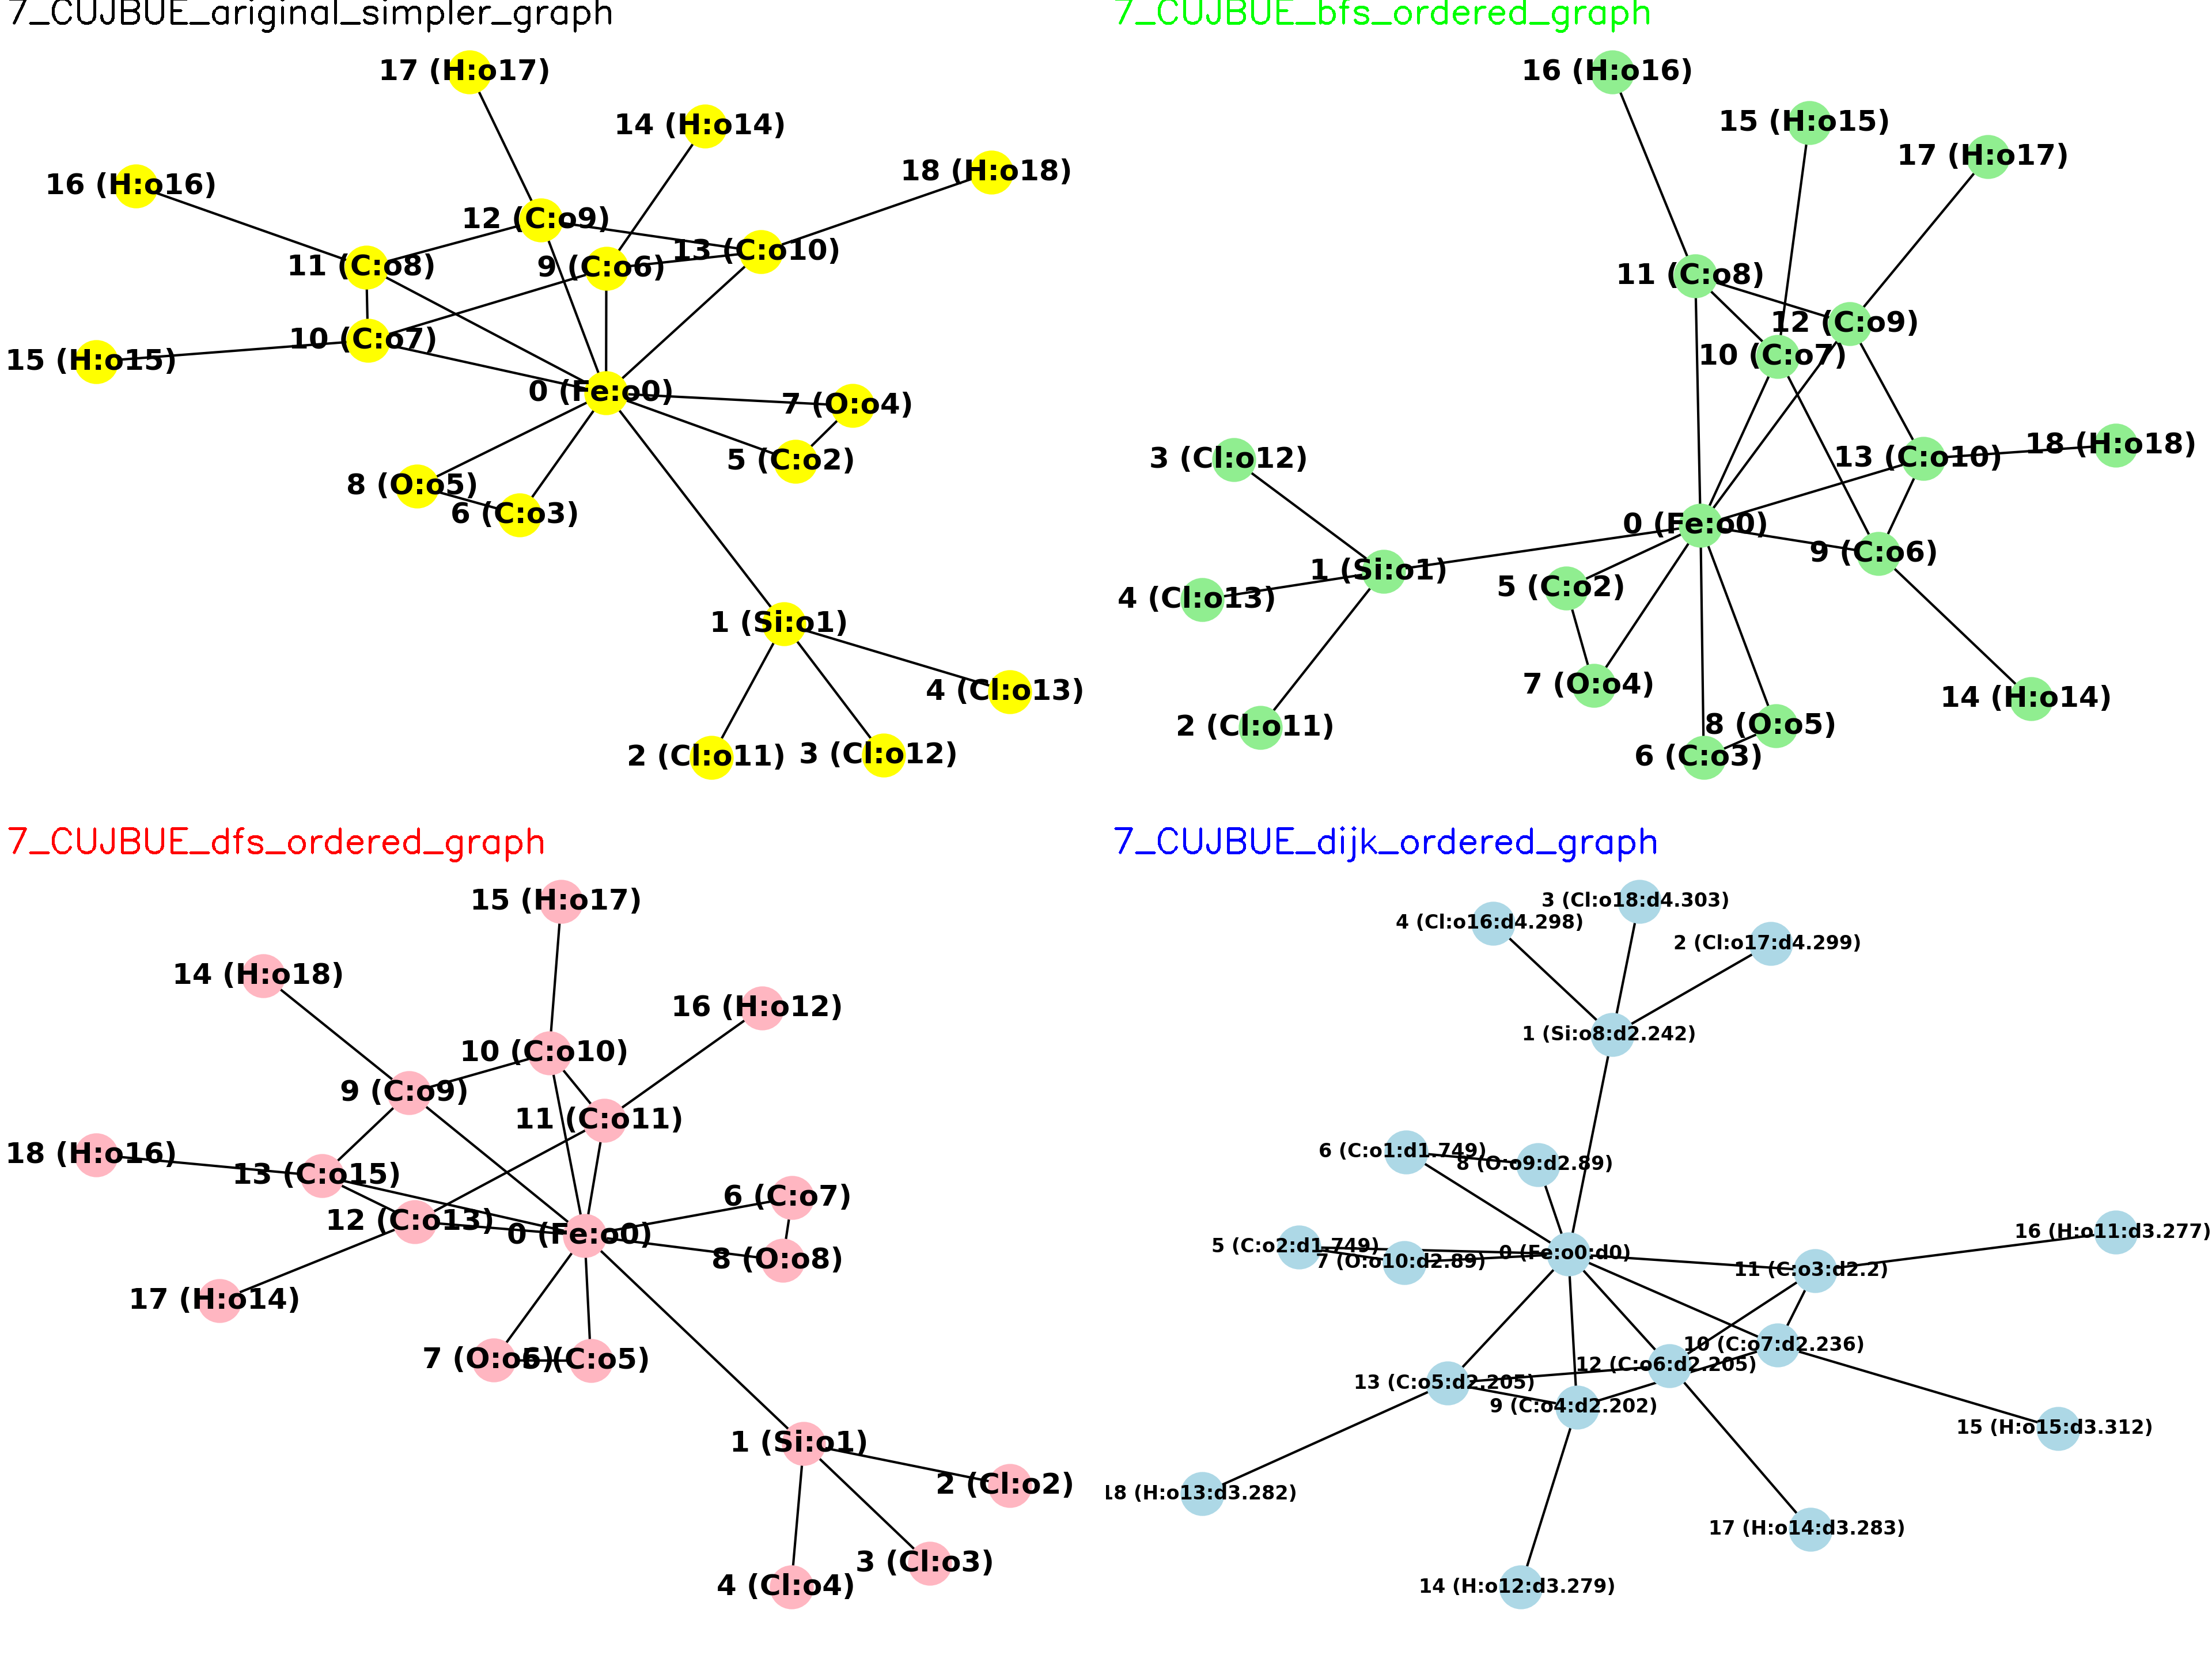 7_CUJBUE_ariginal_simpler_graph
17 (H:o17)
14 (H:o14)
18 (H:o18)
16 (H:o16)
12 (C:o9)
13 (C:o10)
11 (C:o8)
9 (C:o6)
10 (C:o7)
15 (H:o15)
0 (Fe:o0)
7 (O:o4)
5 (C:o2)
8 (O:o5)
6 (C:o3)
1 (Si:o1)
4 (Cl:o13)
2 (Cl:o11)
3 (Cl:o12)
7_CUJBUE_bfs_ordered_graph
16 (H:o16)
15 (H:o15)
17 (H:o17)
11 (C:o8)
12 (C:o9)
10 (C:o7)
3 (Cl:o12)
13 (C:o10)
18 (H:o18)
0 (Fe:o0)
9 (C:o6)
1 (Si:o1)
5 (C:o2)
4 (Cl:o13)
7 (O:o4)
14 (H:o14)
2 (Cl:o11)
8 (O:o5)
6 (C:o3)
7_CUJBUE_dfs_ordered_graph
15 (H:o17)
14 (H:o18)
16 (H:o12)
10 (C:o10)
9 (C:o9)
11 (C:o11)
18 (H:o16)
13 (C:o15)
6 (C:o7)
12 (C:o13)
0 (Fe:o0)
8 (O:o8)
17 (H:o14)
7 (O:o6)
5 (C:o5)
1 (Si:o1)
2 (Cl:o2)
3 (Cl:o3)
4 (Cl:o4)
7_CUJBUE_dijk_ordered_graph
3 (Cl:o18:d4.303)
4 (Cl:o16:d4.298)
2 (Cl:o17:d4.299)
1 (Si:o8:d2.242)
6 (C:o1:d1.749)
8 (O:o9:d2.89)
16 (H:o11:d3.277)
5 (C:o2:d1.749)
0 (Fe:o0:d0)
7 (O:o10:d2.89)
11 (C:o3:d2.2)
10 (C:o7:d2.236)
12 (C:o6:d2.205)
13 (C:o5:d2.205)
9 (C:o4:d2.202)
15 (H:o15:d3.312)
18 (H:o13:d3.282)
17 (H:o14:d3.283)
14 (H:o12:d3.279)